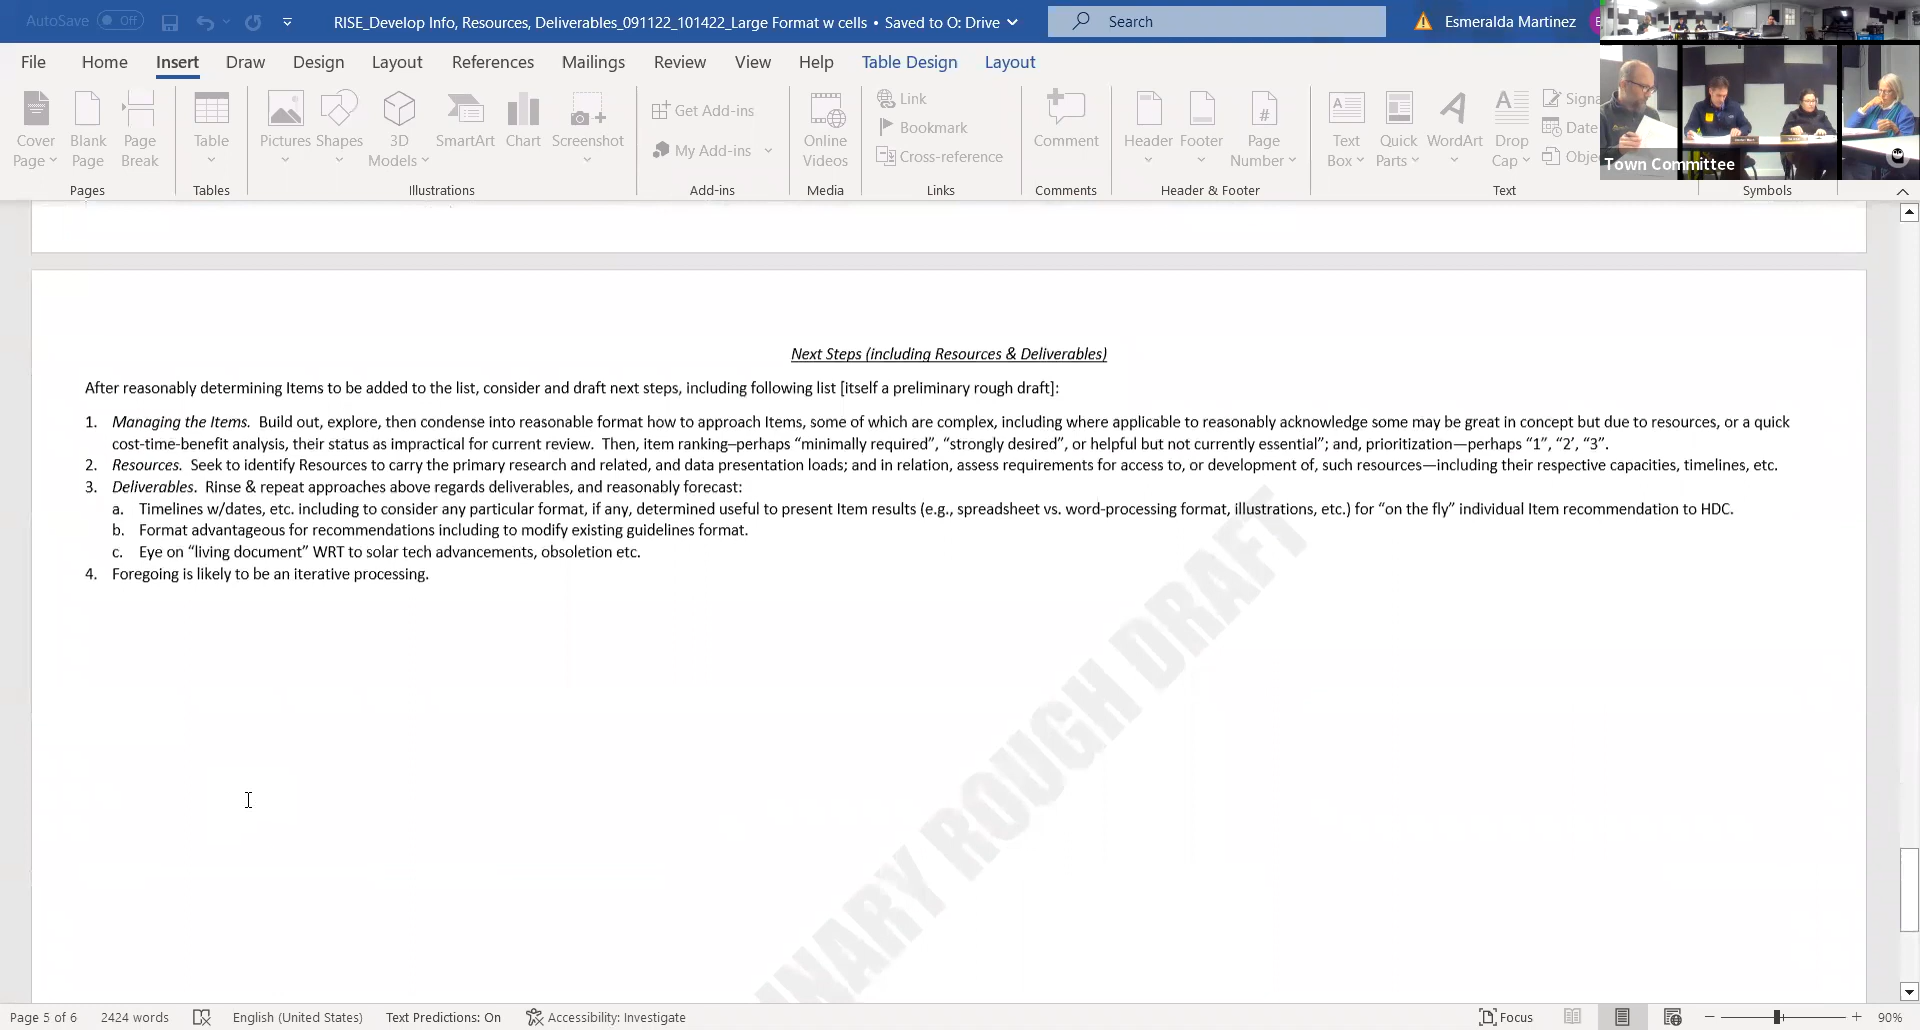 AutoSave Off RISE_Develop Info, Resources, Deliverables_091122_101422_Large Format w cells • Saved to O: Drive Search Esmeralda Martinez
File Home Insert Draw Design Layout References Mailings Review View Help Table Design Layout
Cover Page
Blank Page
Page Break
Table
Pictures
Shapes
3D Models
SmartArt
Chart
Screenshot
Get Add-ins
My Add-ins
Online Videos
Link
Bookmark
Cross-reference
Comment
Header
Footer
Page Number
Text Box
Quick Parts
WordArt
Drop Cap
Signa
Date
Obje
Town Committee
Pages Tables Illustrations Add-ins Media Links Comments Header & Footer Text Symbols
Next Steps (including Resources & Deliverables)
After reasonably determining Items to be added to the list, consider and draft next steps, including following list [itself a preliminary rough draft]:
1. Managing the Items. Build out, explore, then condense into reasonable format how to approach Items, some of which are complex, including where applicable to reasonably acknowledge some may be great in concept but due to resources, or a quick
cost-time-benefit analysis, their status as impractical for current review. Then, item ranking–perhaps “minimally required”, “strongly desired”, or helpful but not currently essential”; and, prioritization—perhaps “1”, “2’, “3”.
2. Resources. Seek to identify Resources to carry the primary research and related, and data presentation loads; and in relation, assess requirements for access to, or development of, such resources—including their respective capacities, timelines, etc.
3. Deliverables. Rinse & repeat approaches above regards deliverables, and reasonably forecast:
a. Timelines w/dates, etc. including to consider any particular format, if any, determined useful to present Item results (e.g., spreadsheet vs. word-processing format, illustrations, etc.) for “on the fly” individual Item recommendation to HDC.
b. Format advantageous for recommendations including to modify existing guidelines format.
c. Eye on “living document” WRT to solar tech advancements, obsoletion etc.
4. Foregoing is likely to be an iterative processing.
INARY ROUGH DRAFT
Page 5 of 6 2424 words English (United States) Text Predictions: On Accessibility: Investigate Focus 90%